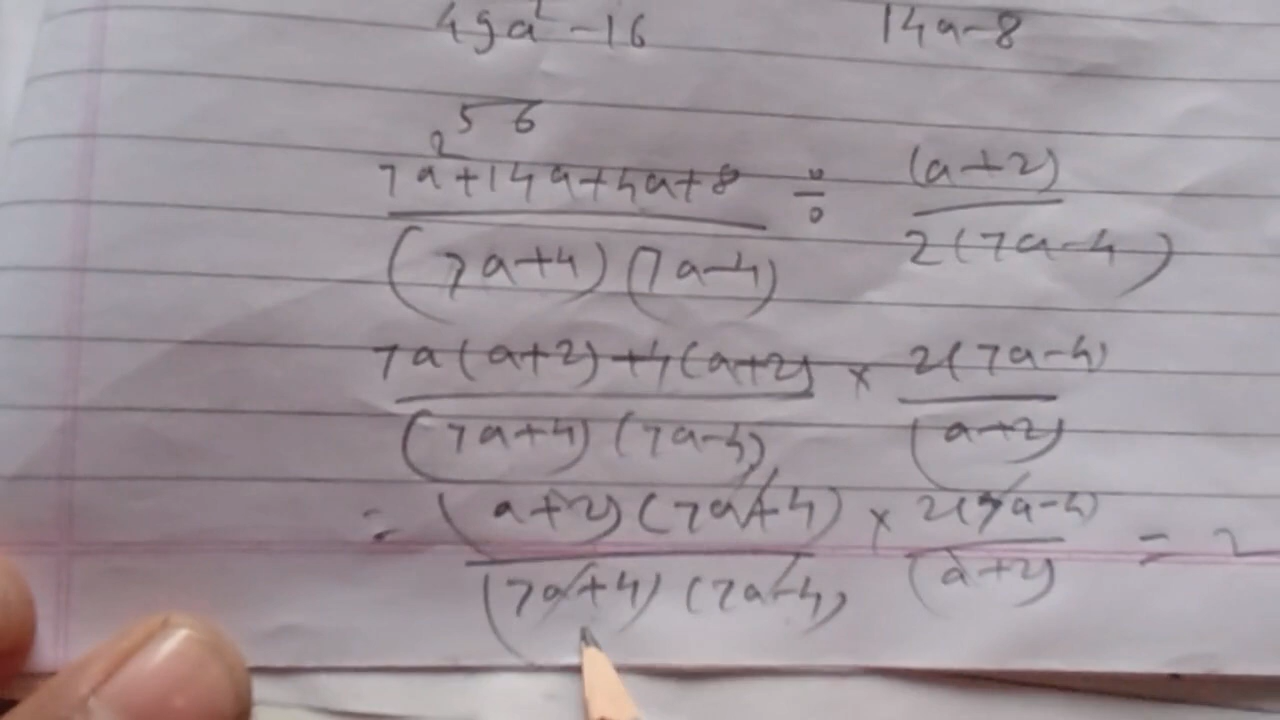 49a² - 16 14a - 8
56
7a² + 14a + 4a + 8 ÷ (a + 2)
(7a + 4) (7a - 4) 2(7a - 4)
7a(a + 2) + 4(a + 2) × 2(7a - 4)
(7a + 4) (7a - 4) (a + 2)
= (a + 2) (7a + 4) × 2(7a - 4) = 2
(7a + 4) (7a - 4) (a + 2)